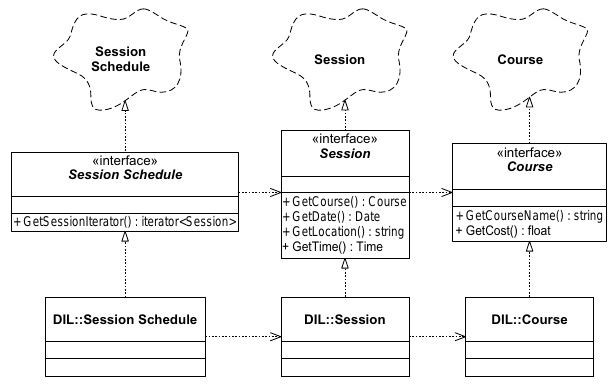 Session
Schedule
Session
Course
«interface»
Session Schedule
+ GetSessionIterator() : iterator<Session>
«interface»
Session
+ GetCourse() : Course
+ GetDate() : Date
+ GetLocation() : string
+ GetTime() : Time
«interface»
Course
+ GetCourseName() : string
+ GetCost() : float
DIL::Session Schedule
DIL::Session
DIL::Course